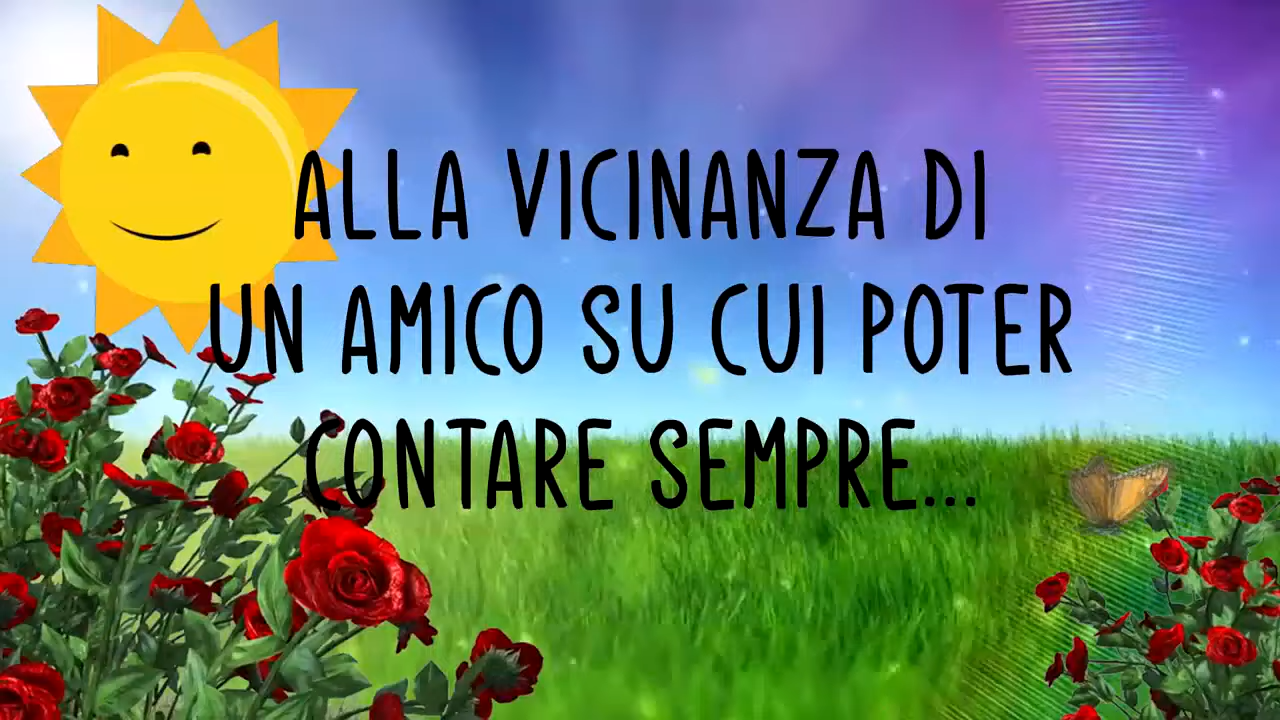 ALLA VICINANZA DI
UN AMICO SU CUI POTER
CONTARE SEMPRE...